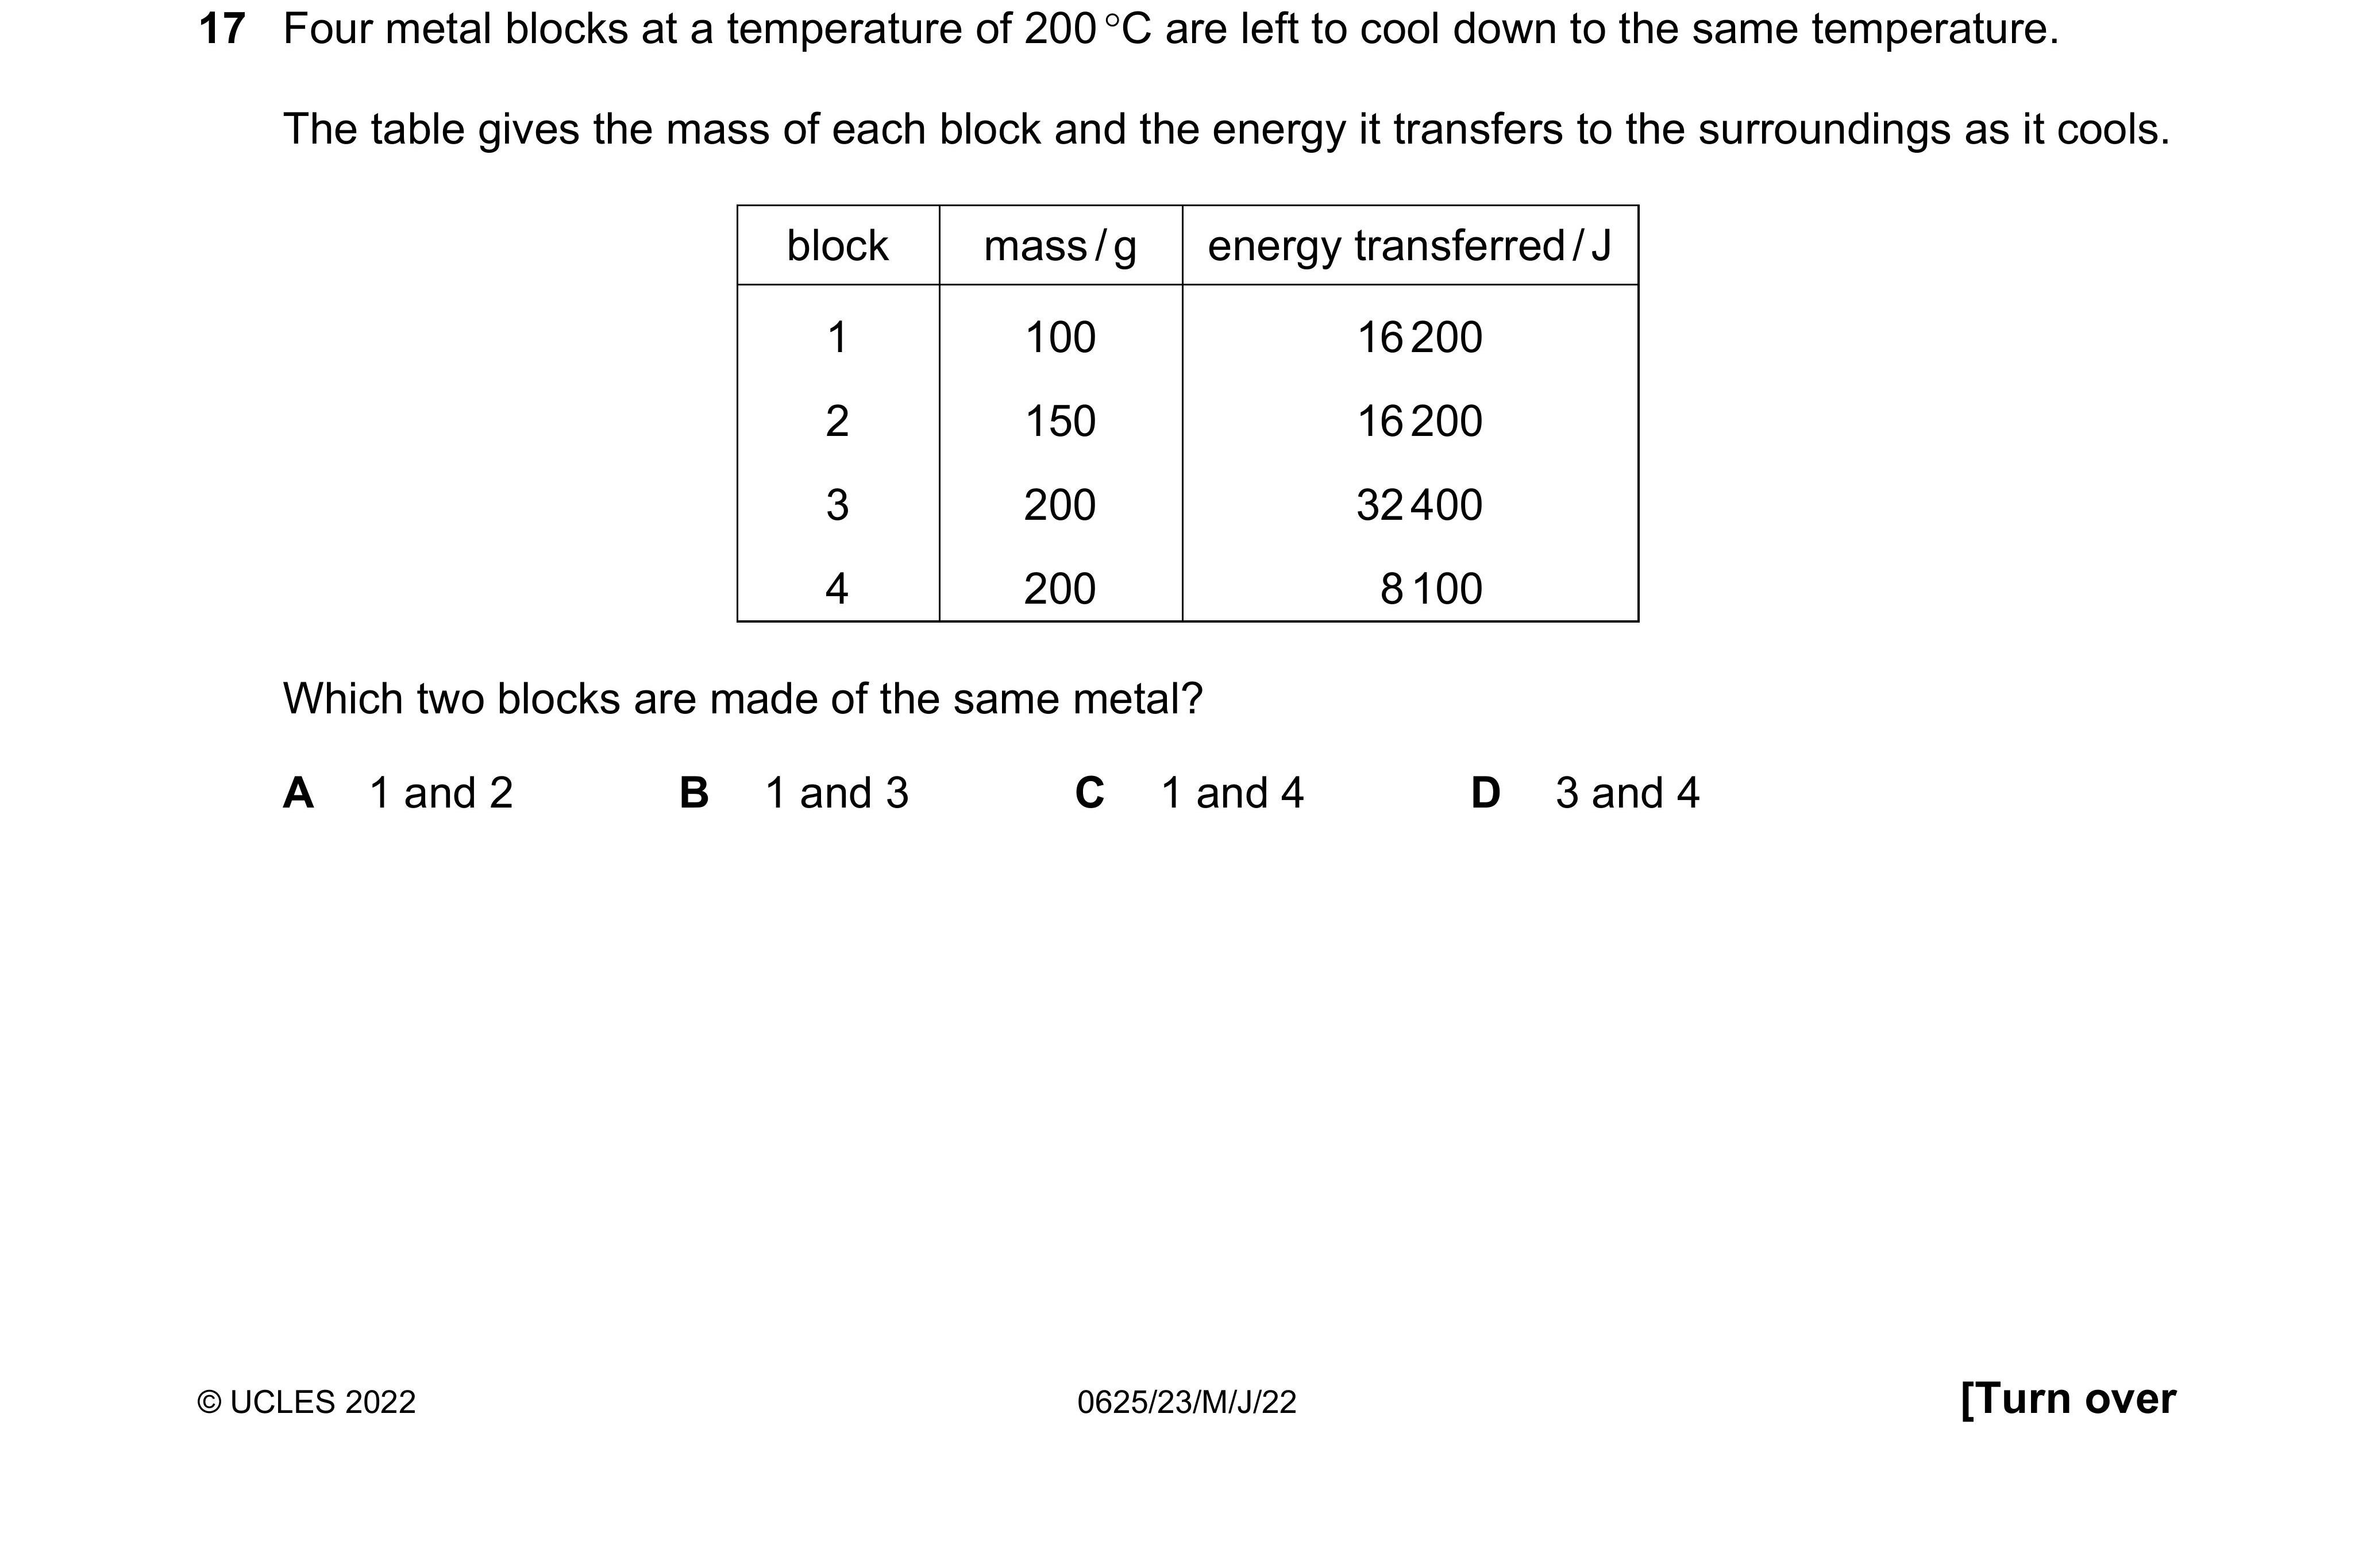 17 Four metal blocks at a temperature of 200 °C are left to cool down to the same temperature.
The table gives the mass of each block and the energy it transfers to the surroundings as it cools.
block mass / g energy transferred / J
1 100 16 200
2 150 16 200
3 200 32 400
4 200 8 100
Which two blocks are made of the same metal?
A 1 and 2 B 1 and 3 C 1 and 4 D 3 and 4
© UCLES 2022 0625/23/M/J/22 [Turn over